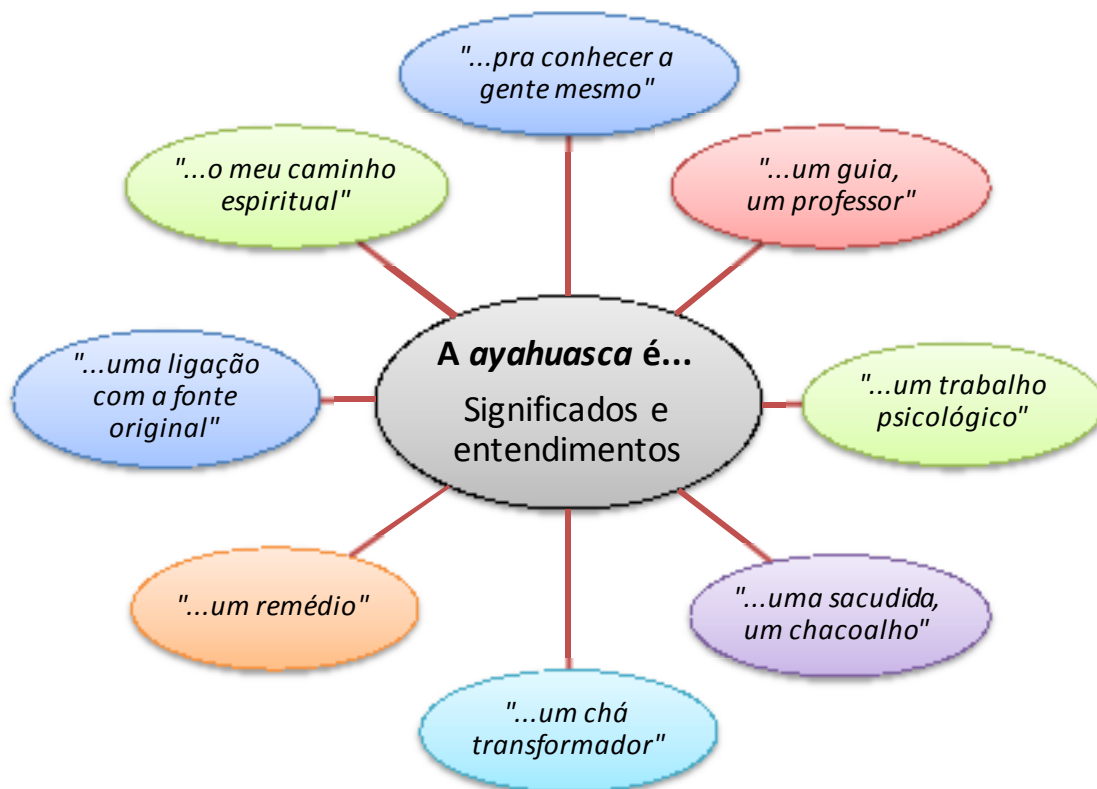 "...pra conhecer a
gente mesmo"
"...o meu caminho
espiritual"
"...um guia,
um professor"
A ayahuasca é...
Significados e
entendimentos
"...uma ligação
com a fonte
original"
"...um trabalho
psicológico"
"...um remédio"
"...uma sacudida,
um chacoalho"
"...um chá
transformador"